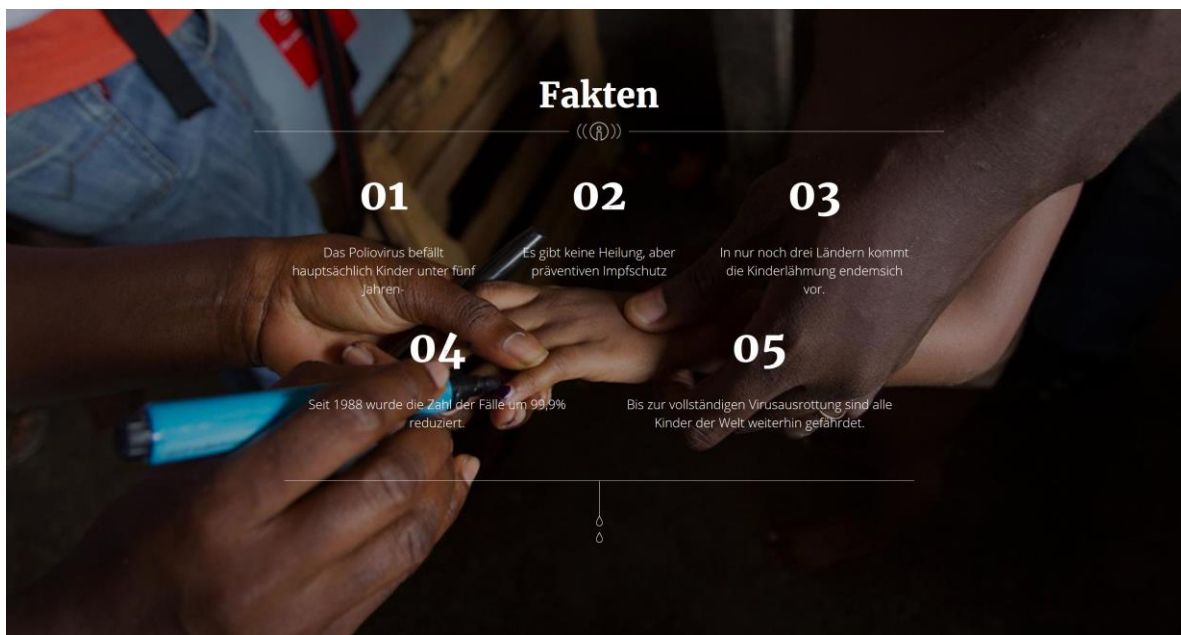 Fakten
01
Das Poliovirus befällt
hauptsächlich Kinder unter fünf
Jahren-
02
Es gibt keine Heilung, aber
präventiven Impfschutz
03
In nur noch drei Ländern kommt
die Kinderlähmung endemsich
vor.
04
Seit 1988 wurde die Zahl der Fälle um 99,9%
reduziert.
05
Bis zur vollständigen Virusausrottung sind alle
Kinder der Welt weiterhin gefährdet.